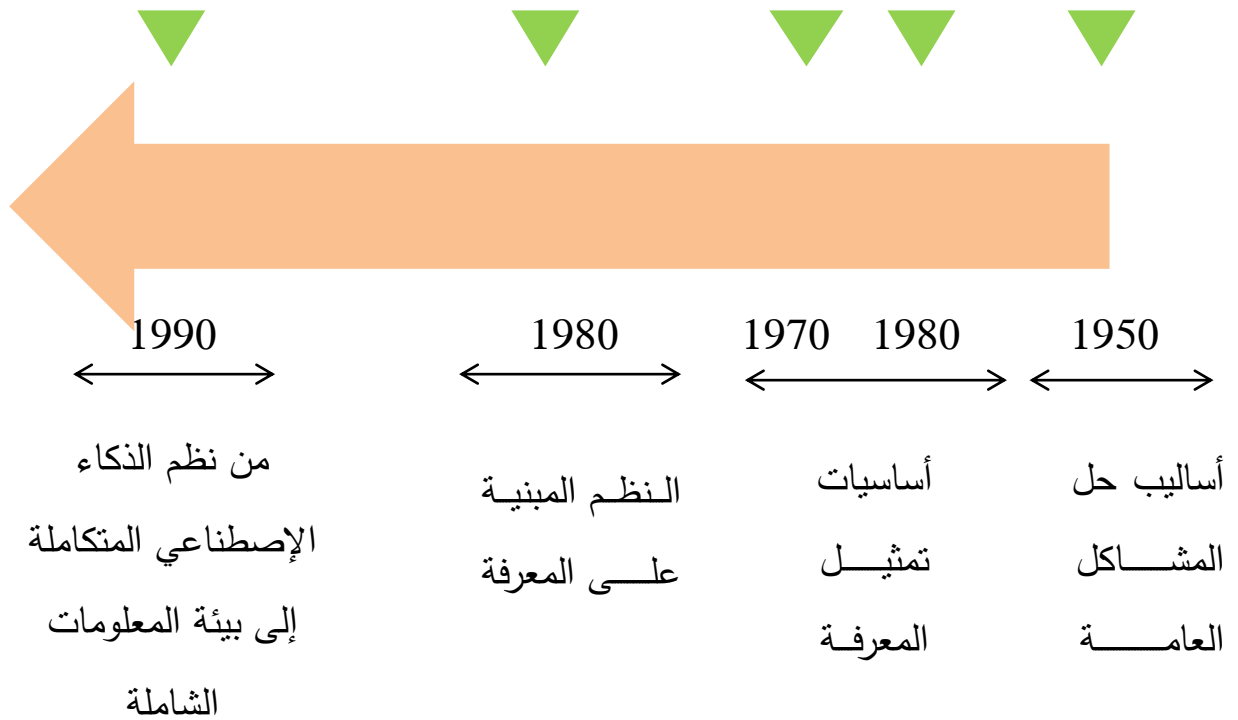 1950
1980
1970
1980
1990
أساليب حل
المشـــاكل
العامـــــة
أساسيات
تمثيـــل
المعرفــة
الـنظـم المبنيـة
علـــى المعرفة
من نظم الذكاء
الإصطناعي المتكاملة
إلى بيئة المعلومات
الشاملة